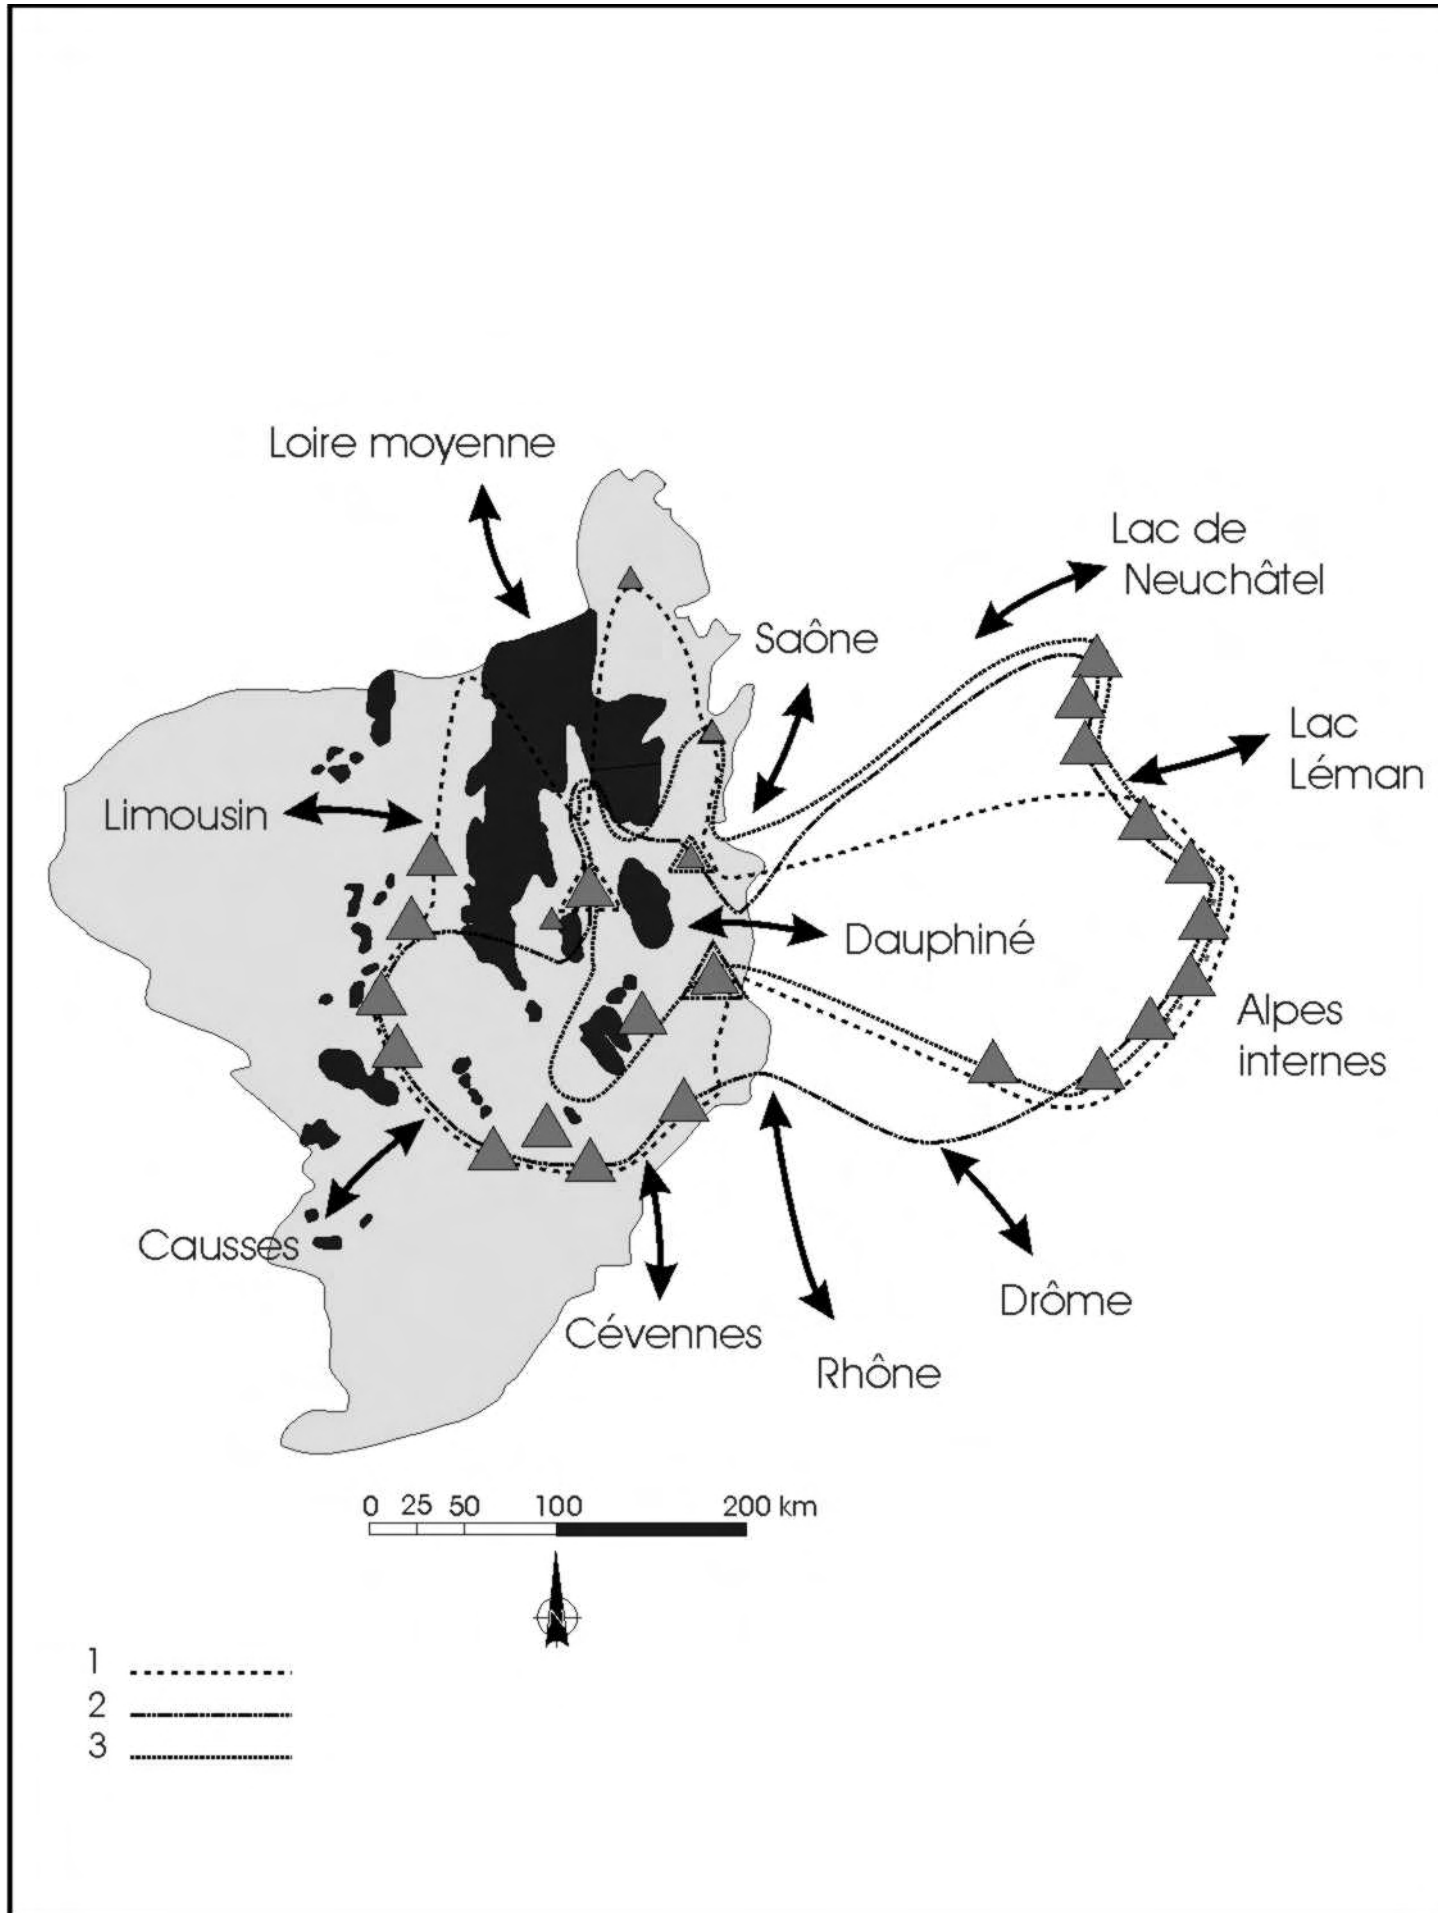 Loire moyenne
Lac de
Neuchâtel
Saône
Lac
Léman
Limousin
Dauphiné
Alpes
internes
Causses
Drôme
Cévennes
Rhône
0 25 50 100 200 km
N
1
2
3